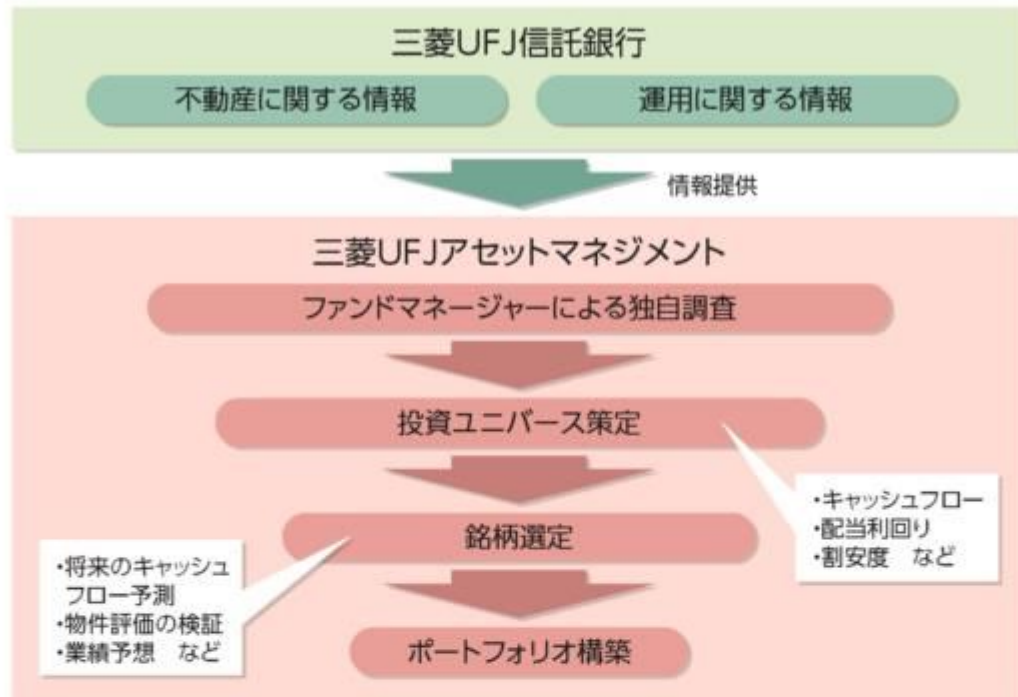 三菱UFJ信託銀行
不動産に関する情報
運用に関する情報
情報提供
三菱UFJアセットマネジメント
ファンドマネージャーによる独自調査
投資ユニバース策定
・キャッシュフロー
・配当利回り
・割安度　など
銘柄選定
・将来のキャッシュ
フロー予測
・物件評価の検証
・業績予想　など
ポートフォリオ構築